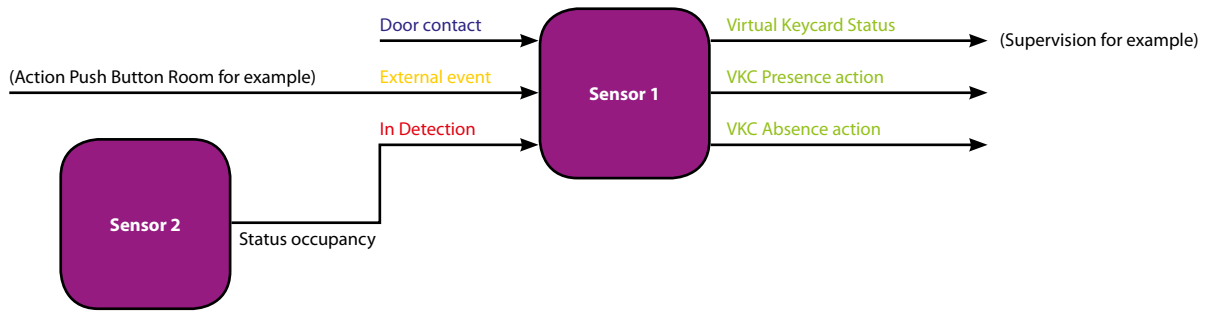 Door contact
Virtual Keycard Status
(Supervision for example)
(Action Push Button Room for example)
External event
Sensor 1
VKC Presence action
In Detection
VKC Absence action
Sensor 2
Status occupancy